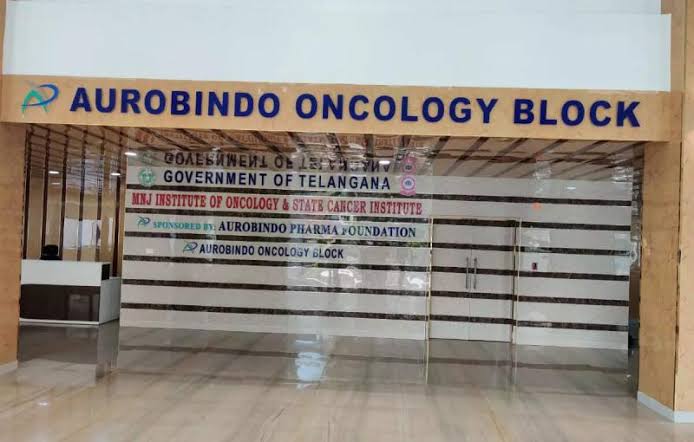 AUROBINDO ONCOLOGY BLOCK
GOVERNMENT OF TELANGANA
GOVERNMENT OF TELANGANA
MNJ INSTITUTE OF ONCOLOGY & STATE CANCER INSTITUTE
SPONSORED BY: AUROBINDO PHARMA FOUNDATION
AUROBINDO ONCOLOGY BLOCK